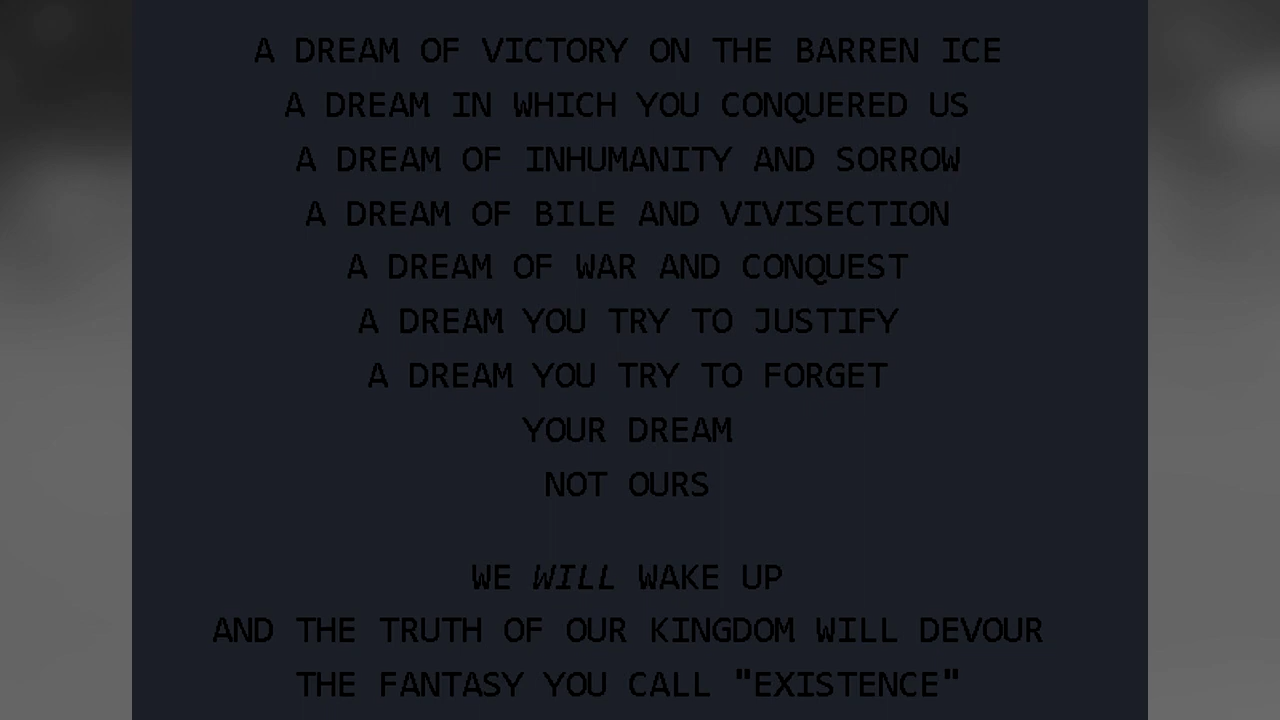 A DREAM OF VICTORY ON THE BARREN ICE
A DREAM IN WHICH YOU CONQUERED US
A DREAM OF INHUMANITY AND SORROW
A DREAM OF BILE AND VIVISECTION
A DREAM OF WAR AND CONQUEST
A DREAM YOU TRY TO JUSTIFY
A DREAM YOU TRY TO FORGET
YOUR DREAM
NOT OURS
WE WILL WAKE UP
AND THE TRUTH OF OUR KINGDOM WILL DEVOUR
THE FANTASY YOU CALL "EXISTENCE"